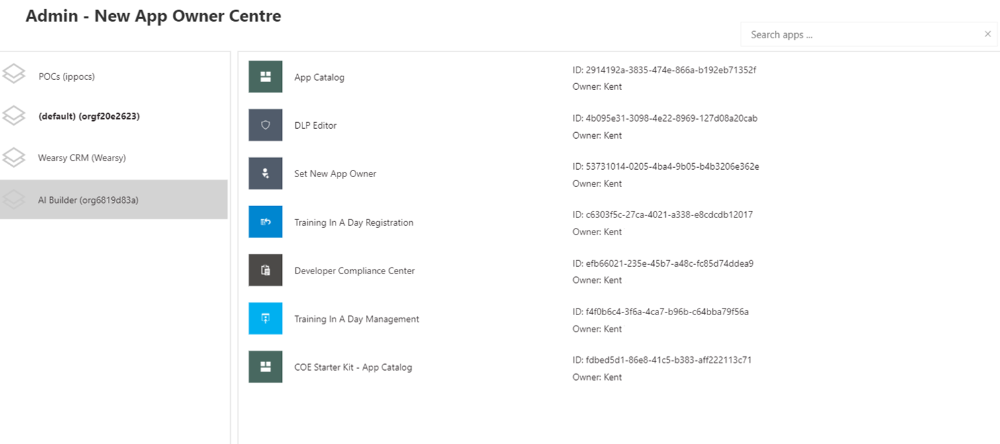 Admin - New App Owner Centre
Search apps ...
POCs (ippocs)
(default) (orgf20e2623)
Wearsy CRM (Wearsy)
AI Builder (org6819d83a)
App Catalog
ID: 2914192a-3835-474e-866a-b192eb71352f
Owner: Kent
DLP Editor
ID: 4b095e31-3098-4e22-8969-127d08a20cab
Owner: Kent
Set New App Owner
ID: 53731014-0205-4ba4-9b05-b4b3206e362e
Owner: Kent
Training In A Day Registration
ID: c6303f5c-27ca-4021-a338-e8cdcdb12017
Owner: Kent
Developer Compliance Center
ID: efb66021-235e-45b7-a48c-fc85d74ddea9
Owner: Kent
Training In A Day Management
ID: f4f0b6c4-3f6a-4ca7-b96b-c64bba79f56a
Owner: Kent
COE Starter Kit - App Catalog
ID: fdbed5d1-86e8-41c5-b383-aff222113c71
Owner: Kent